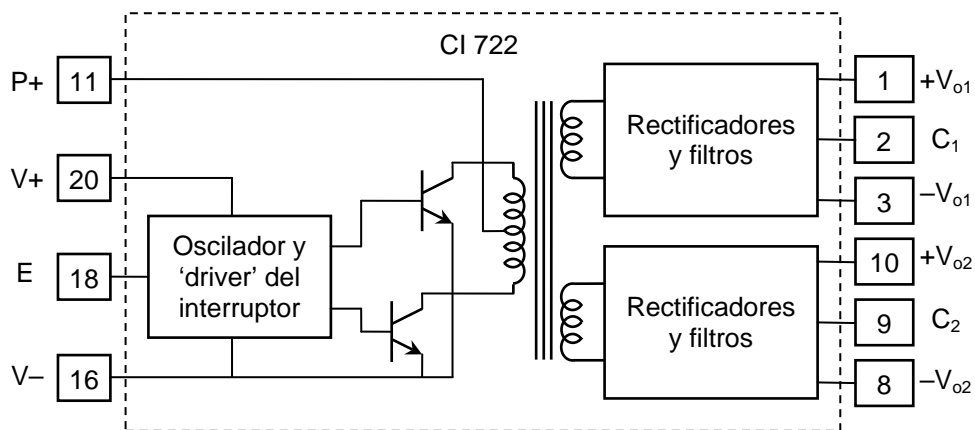 CI 722
P+ 11
V+ 20
E 18
V– 16
Oscilador y
‘driver’ del
interruptor
Rectificadores
y filtros
Rectificadores
y filtros
1 +Vo1
2 C1
3 –Vo1
10 +Vo2
9 C2
8 –Vo2